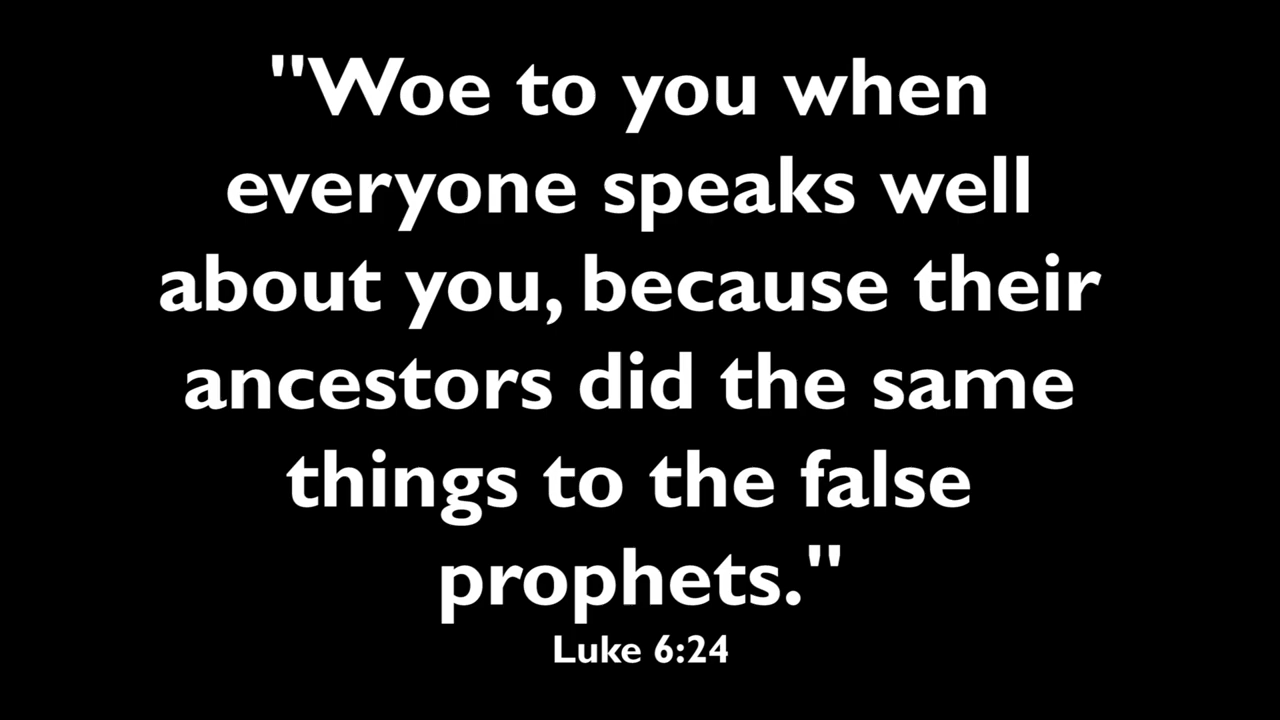 "Woe to you when
everyone speaks well
about you, because their
ancestors did the same
things to the false
prophets."
Luke 6:24